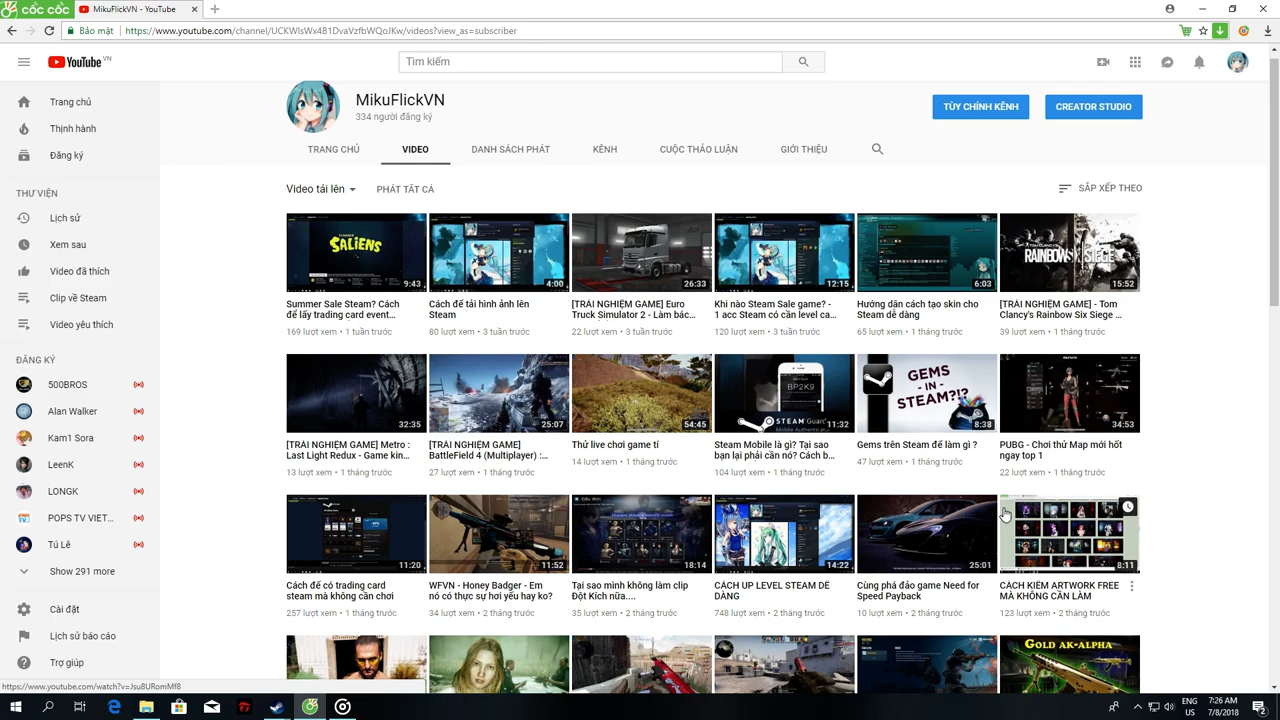 cốc cốc
MikuFlickVN - YouTube
Bảo mật
https://www.youtube.com/channel/UCKWlsWx4B1DvaVzfbWQoJKw/videos?view_as=subscriber
YouTube VN
Tìm kiếm
Trang chủ
Thịnh hành
Đăng ký
THƯ VIỆN
Lịch sử
Xem sau
Video đã thích
Clip về Steam
Video yêu thích
ĐĂNG KÝ
500BROS
Alan Walker
Kam1 Sora
LeenK
LONGK
POPS TV VIET...
Tú Lê
Show 291 more
Cài đặt
Lịch sử báo cáo
Trợ giúp
MikuFlickVN
334 người đăng ký
TÙY CHỈNH KÊNH
CREATOR STUDIO
TRANG CHỦ
VIDEO
DANH SÁCH PHÁT
KÊNH
CUỘC THẢO LUẬN
GIỚI THIỆU
Video tải lên
PHÁT TẤT CẢ
SẮP XẾP THEO
SUMMER
SALIENS
9:43
Summer Sale Steam? Cách
để lấy trading card event...
169 lượt xem • 1 tuần trước
4:00
Cách để tải hình ảnh lên
Steam
80 lượt xem • 3 tuần trước
26:33
[TRẢI NGHIỆM GAME] Euro
Truck Simulator 2 - Làm bác...
22 lượt xem • 3 tuần trước
12:15
Khi nào Steam Sale game? -
1 acc Steam có cần level ca...
120 lượt xem • 3 tuần trước
6:03
Hướng dẫn cách tạo skin cho
Steam dễ dàng
65 lượt xem • 1 tháng trước
RAINBOW SIX SIEGE
15:52
[TRẢI NGHIỆM GAME] - Tom
Clancy's Rainbow Six Siege ...
39 lượt xem • 1 tháng trước
32:35
[TRẢI NGHIỆM GAME] Metro :
Last Light Redux - Game kin...
13 lượt xem • 1 tháng trước
25:07
[TRẢI NGHIỆM GAME]
BattleField 4 (Multiplayer) :...
27 lượt xem • 1 tháng trước
54:45
Thử live chơi game tí
14 lượt xem • 1 tháng trước
BP2K9
STEAM GUARD
Mobile Authenticator
11:32
Steam Mobile là gì? Tại sao
bạn lại phải cần nó? Cách b...
104 lượt xem • 1 tháng trước
GEMS
- IN -
STEAM?!?
8:38
Gems trên Steam để làm gì ?
47 lượt xem • 1 tháng trước
34:53
PUBG - Chơi thử Map mới hốt
ngay top 1
22 lượt xem • 1 tháng trước
11:20
Cách để có trading card
steam mà không cần chơi
257 lượt xem • 1 tháng trước
11:52
WFVN - Honey Badger - Em
nó có thực sự hơi yếu hay ko?
34 lượt xem • 2 tháng trước
18:14
Tại sao mình không làm clip
Đột Kích nữa....
35 lượt xem • 2 tháng trước
14:22
CÁCH UP LEVEL STEAM DỄ
DÀNG
748 lượt xem • 2 tháng trước
25:01
Cùng phá đảo game Need for
Speed Payback
10 lượt xem • 2 tháng trước
8:11
CÁCH KIẾM ARTWORK FREE
MÀ KHÔNG CẦN LÀM
123 lượt xem • 2 tháng trước
GOLD AK-ALPHA
https://www.youtube.com/watch?v=Jsu8URomMf8
ENG
US
7:26 AM
7/8/2018
2